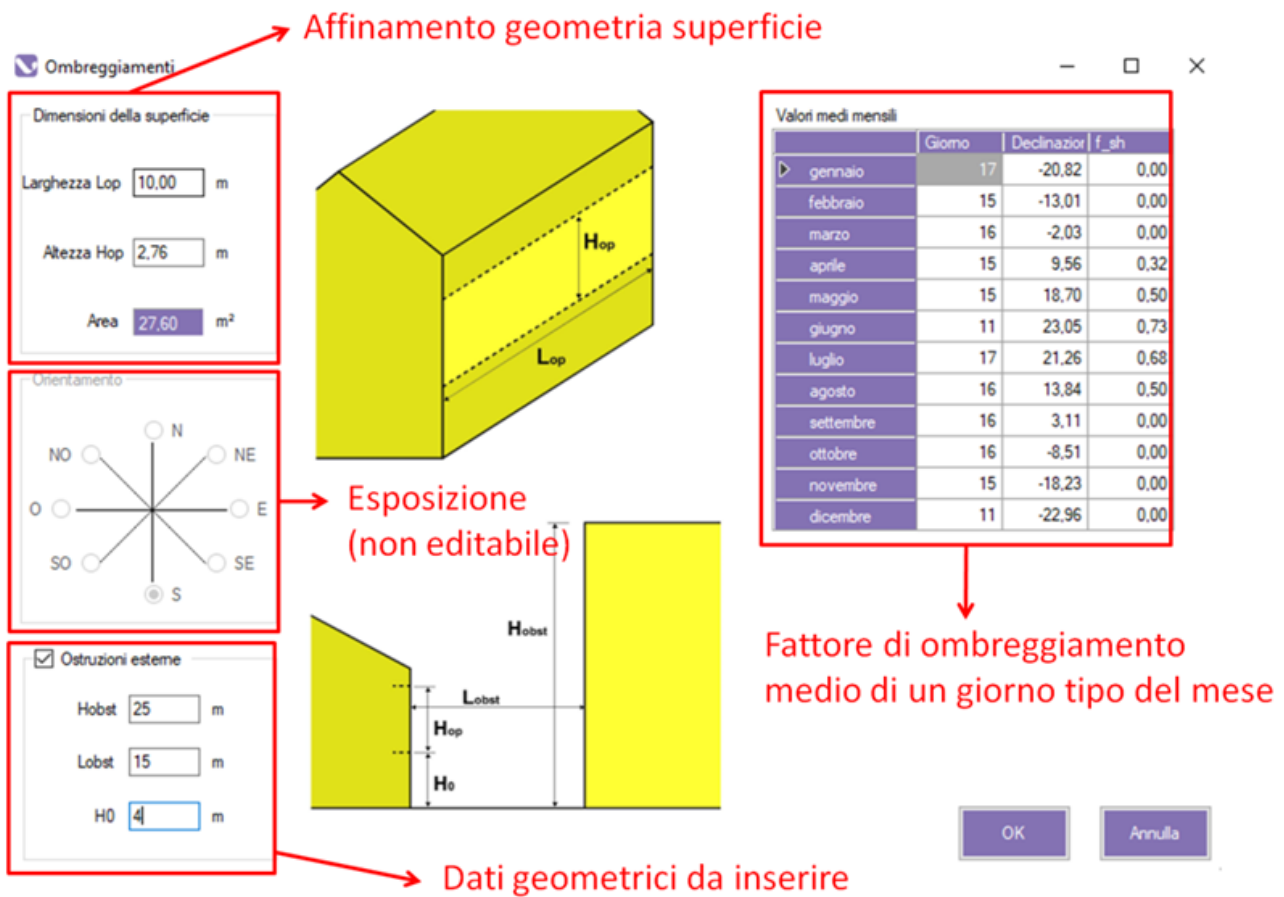 Affinamento geometria superficie
Ombreggiamenti
Dimensioni della superficie
Larghezza Lop 10,00 m
Altezza Hop 2,76 m
Area 27,60 m²
Hop
Lop
Valori medi mensili
Giorno Declinazior f_sh
gennaio 17 -20,82 0,00
febbraio 15 -13,01 0,00
marzo 16 -2,03 0,00
aprile 15 9,56 0,32
maggio 15 18,70 0,50
giugno 11 23,05 0,73
luglio 17 21,26 0,68
agosto 16 13,84 0,50
settembre 16 3,11 0,00
ottobre 16 -8,51 0,00
novembre 15 -18,23 0,00
dicembre 11 -22,96 0,00
Orientamento
N
NO NE
O E
SO SE
S
Esposizione
(non editabile)
Fattore di ombreggiamento
medio di un giorno tipo del mese
Ostruzioni esterne
Hobst 25 m
Lobst 15 m
H0 4 m
Hobst
Lobst
Hop
H0
OK Annulla
Dati geometrici da inserire